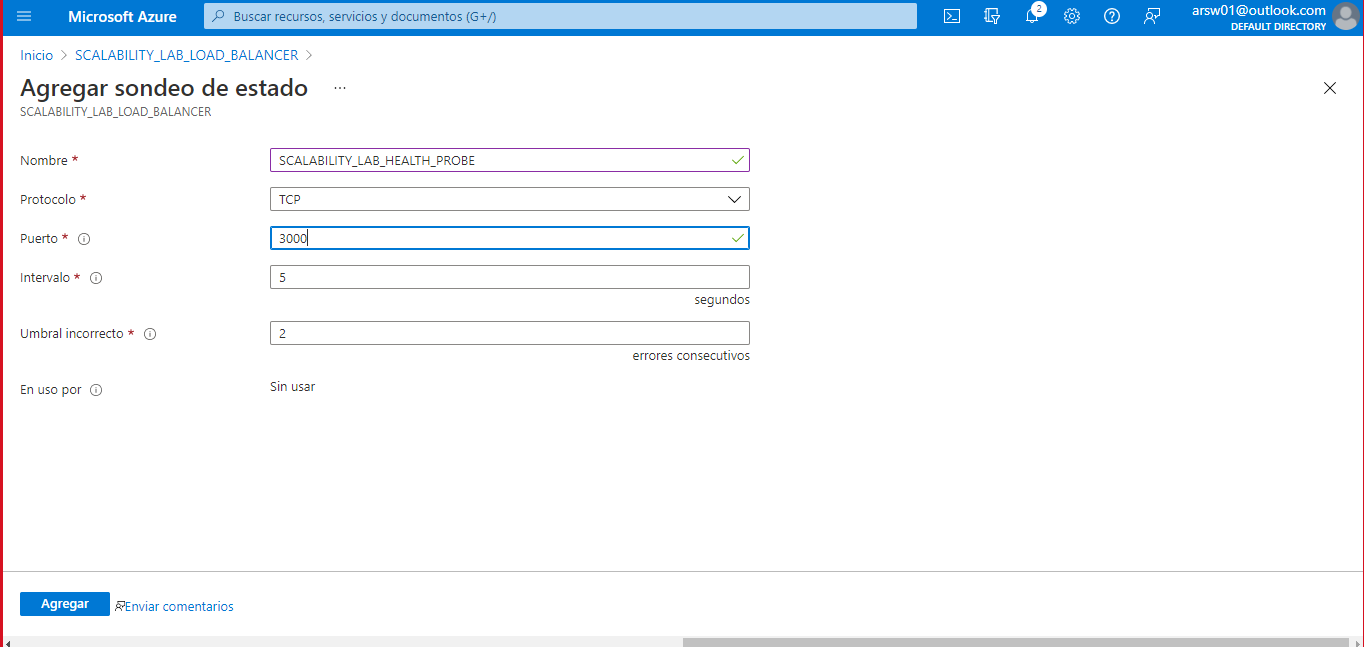 Microsoft Azure
Buscar recursos, servicios y documentos (G+/)
2
arsw01@outlook.com
DEFAULT DIRECTORY
Inicio > SCALABILITY_LAB_LOAD_BALANCER >
Agregar sondeo de estado ...
SCALABILITY_LAB_LOAD_BALANCER
Nombre * SCALABILITY_LAB_HEALTH_PROBE
Protocolo * TCP
Puerto * 3000
Intervalo * 5
segundos
Umbral incorrecto * 2
errores consecutivos
En uso por Sin usar
Agregar Enviar comentarios